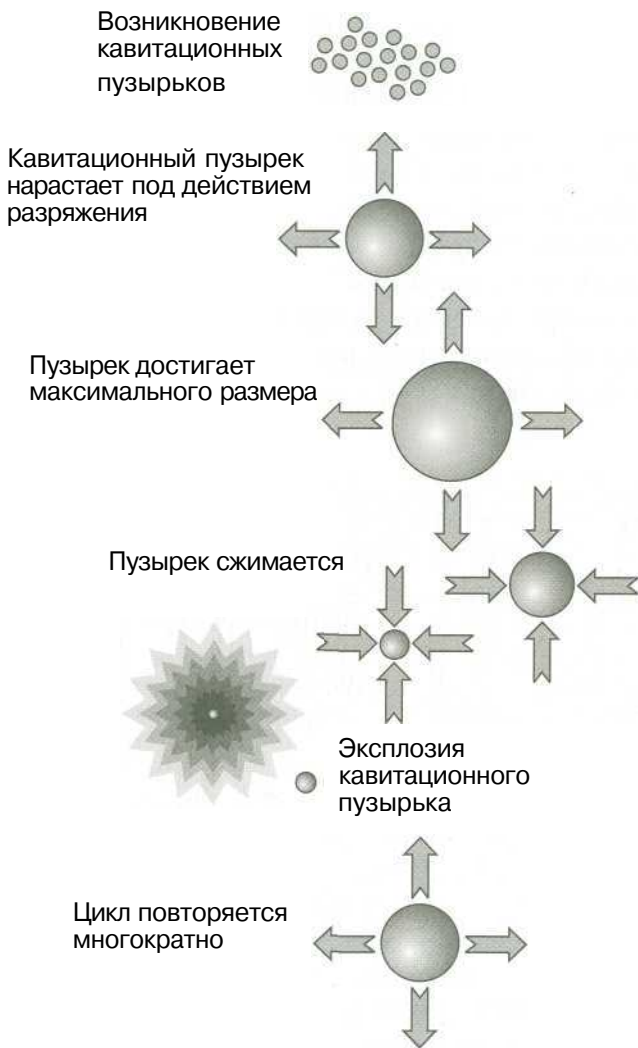 Возникновение
кавитационных
пузырьков
Кавитационный пузырек
нарастает под действием
разряжения
Пузырек достигает
максимального размера
Пузырек сжимается
Эксплозия
кавитационного
пузырька
Цикл повторяется
многократно